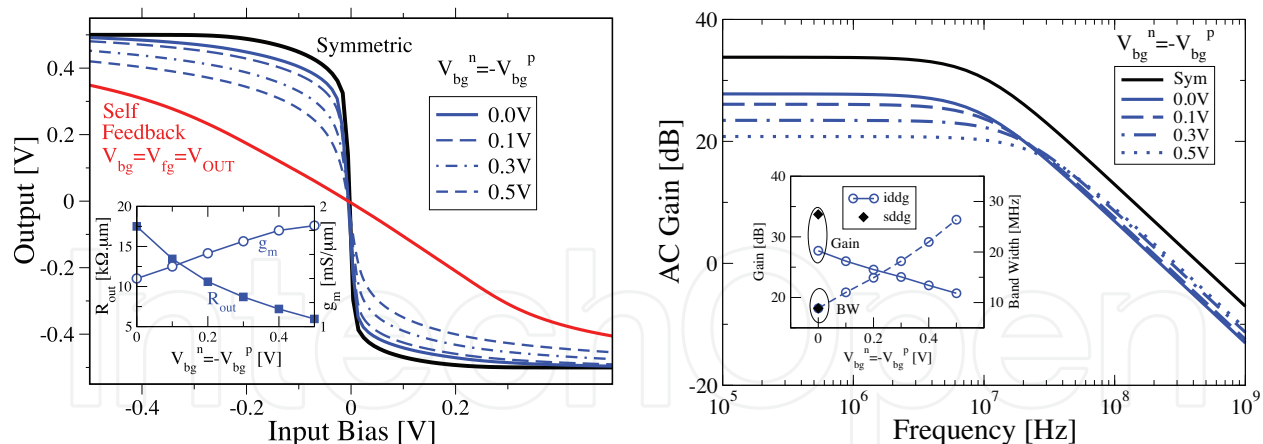 Symmetric
V_bg^n=-V_bg^p
0.0V
0.1V
0.3V
0.5V
Self
Feedback
V_bg=V_fg=V_OUT
Output [V]
0.4
0.2
0
-0.2
-0.4
-0.4 -0.2 0 0.2
Input Bias [V]
R_out [kΩ.μm]
20
15
10
5
g_m
R_out
2
1
g_m [mS/μm]
0 0.2 0.4
V_bg^n=-V_bg^p [V]
V_bg^n=-V_bg^p
Sym
0.0V
0.1V
0.3V
0.5V
AC Gain [dB]
40
20
0
-20
10^5 10^6 10^7 10^8 10^9
Frequency [Hz]
Gain [dB]
40
30
20
iddg
sddg
Gain
BW
30
20
10
Band Width [MHz]
0 0.1 0.2 0.3 0.4 0.5
V_bg^n=-V_bg^p [V]
intechopen